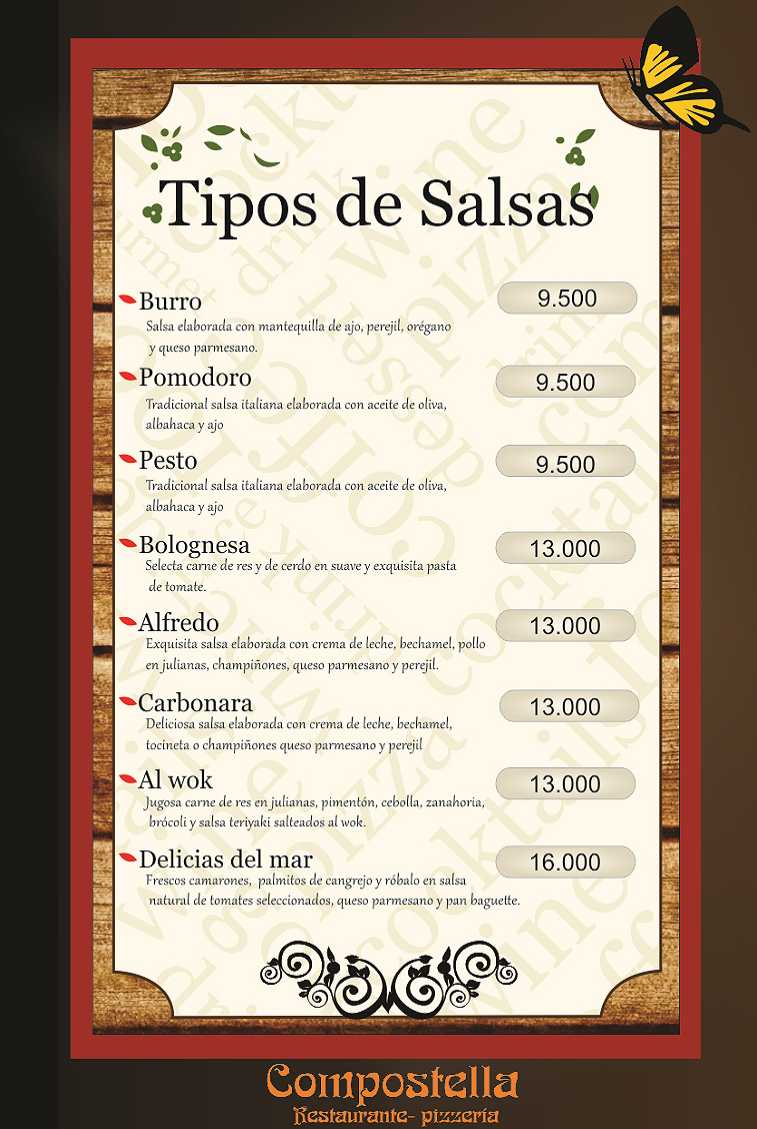 Tipos de Salsas
Burro 9.500
Salsa elaborada con mantequilla de ajo, perejil, orégano
y queso parmesano.
Pomodoro 9.500
Tradicional salsa italiana elaborada con aceite de oliva,
albahaca y ajo
Pesto 9.500
Tradicional salsa italiana elaborada con aceite de oliva,
albahaca y ajo
Bolognesa 13.000
Selecta carne de res y de cerdo en suave y exquisita pasta
de tomate.
Alfredo 13.000
Exquisita salsa elaborada con crema de leche, bechamel, pollo
en julianas, champiñones, queso parmesano y perejil.
Carbonara 13.000
Deliciosa salsa elaborada con crema de leche, bechamel,
tocineta o champiñones queso parmesano y perejil
Al wok 13.000
Jugosa carne de res en julianas, pimentón, cebolla, zanahoria,
brócoli y salsa teriyaki salteados al wok.
Delicias del mar 16.000
Frescos camarones, palmitos de cangrejo y róbalo en salsa
natural de tomates seleccionados, queso parmesano y pan baguette.
Compostella
Restaurante- pizzería